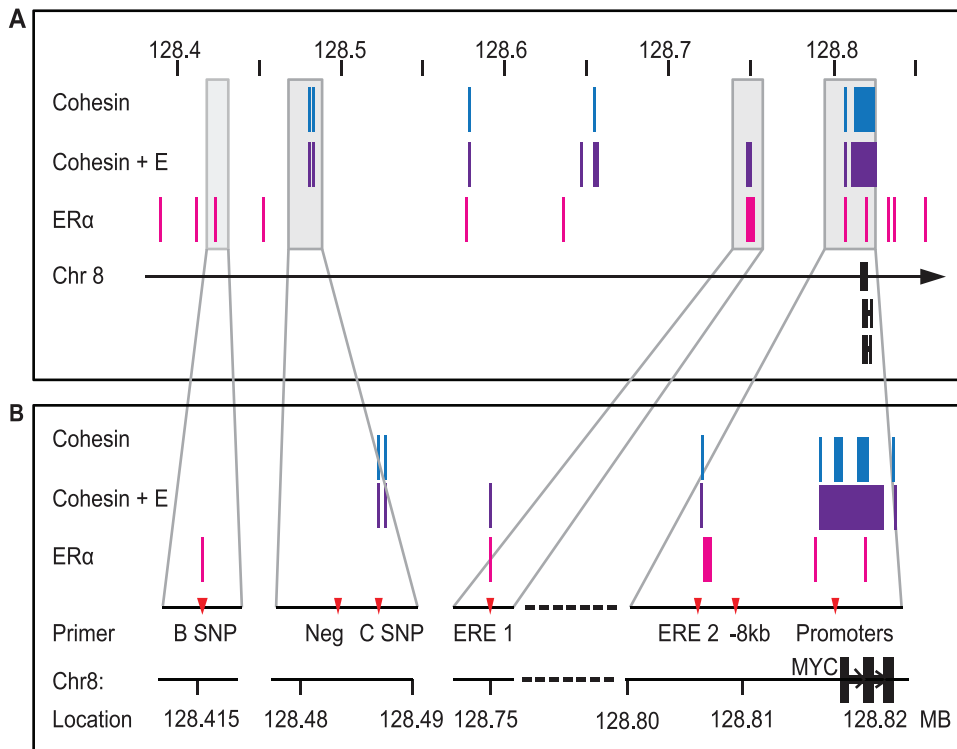 A
128.4 128.5 128.6 128.7 128.8
Cohesin
Cohesin + E
ERα
Chr 8
B
Cohesin
Cohesin + E
ERα
Primer B SNP Neg C SNP ERE 1 ERE 2 -8kb Promoters
MYC
Chr8:
Location 128.415 128.48 128.49 128.75 128.80 128.81 128.82 MB